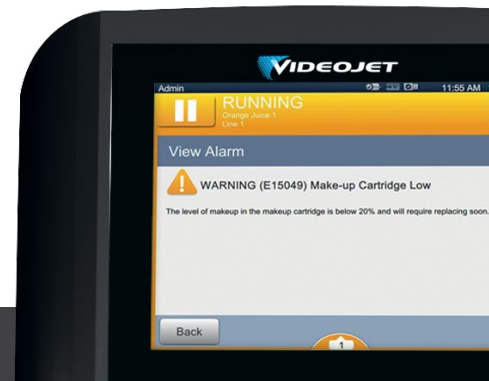 VIDEOJET
Admin
11:55 AM
RUNNING
Orange Juice 1
Line 1
View Alarm
WARNING (E15049) Make-up Cartridge Low
The level of makeup in the makeup cartridge is below 20% and will require replacing soon.
Back
1